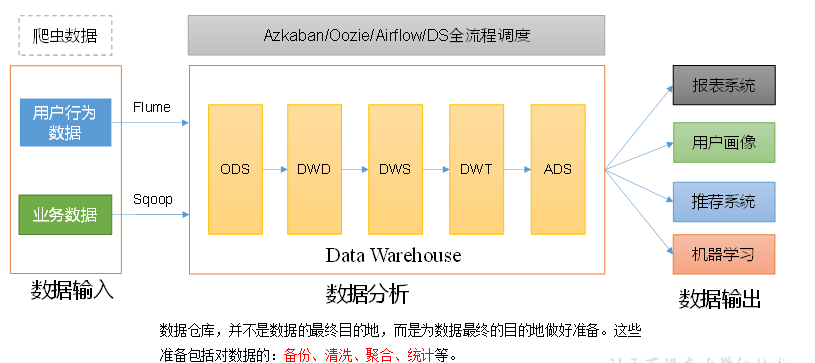 爬虫数据
Azkaban/Oozie/Airflow/DS全流程调度
用户行为
数据
Flume
业务数据
Sqoop
数据输入
ODS
DWD
DWS
DWT
ADS
Data Warehouse
数据分析
报表系统
用户画像
推荐系统
机器学习
数据输出
数据仓库，并不是数据的最终目的地，而是为数据最终的目的地做好准备。这些
准备包括对数据的：备份、清洗、聚合、统计等。